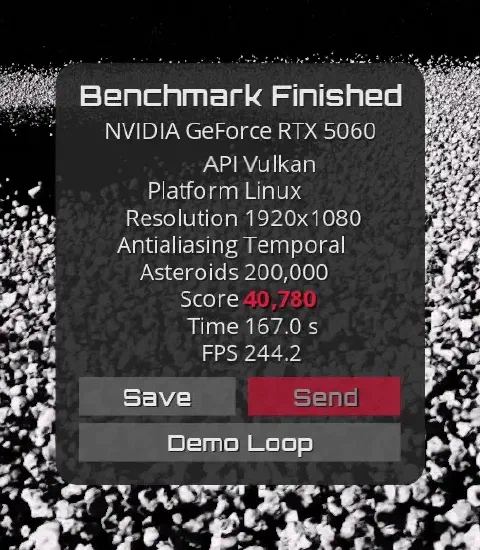 Benchmark Finished
NVIDIA GeForce RTX 5060
API Vulkan
Platform Linux
Resolution 1920x1080
Antialiasing Temporal
Asteroids 200,000
Score 40,780
Time 167.0 s
FPS 244.2
Save Send
Demo Loop